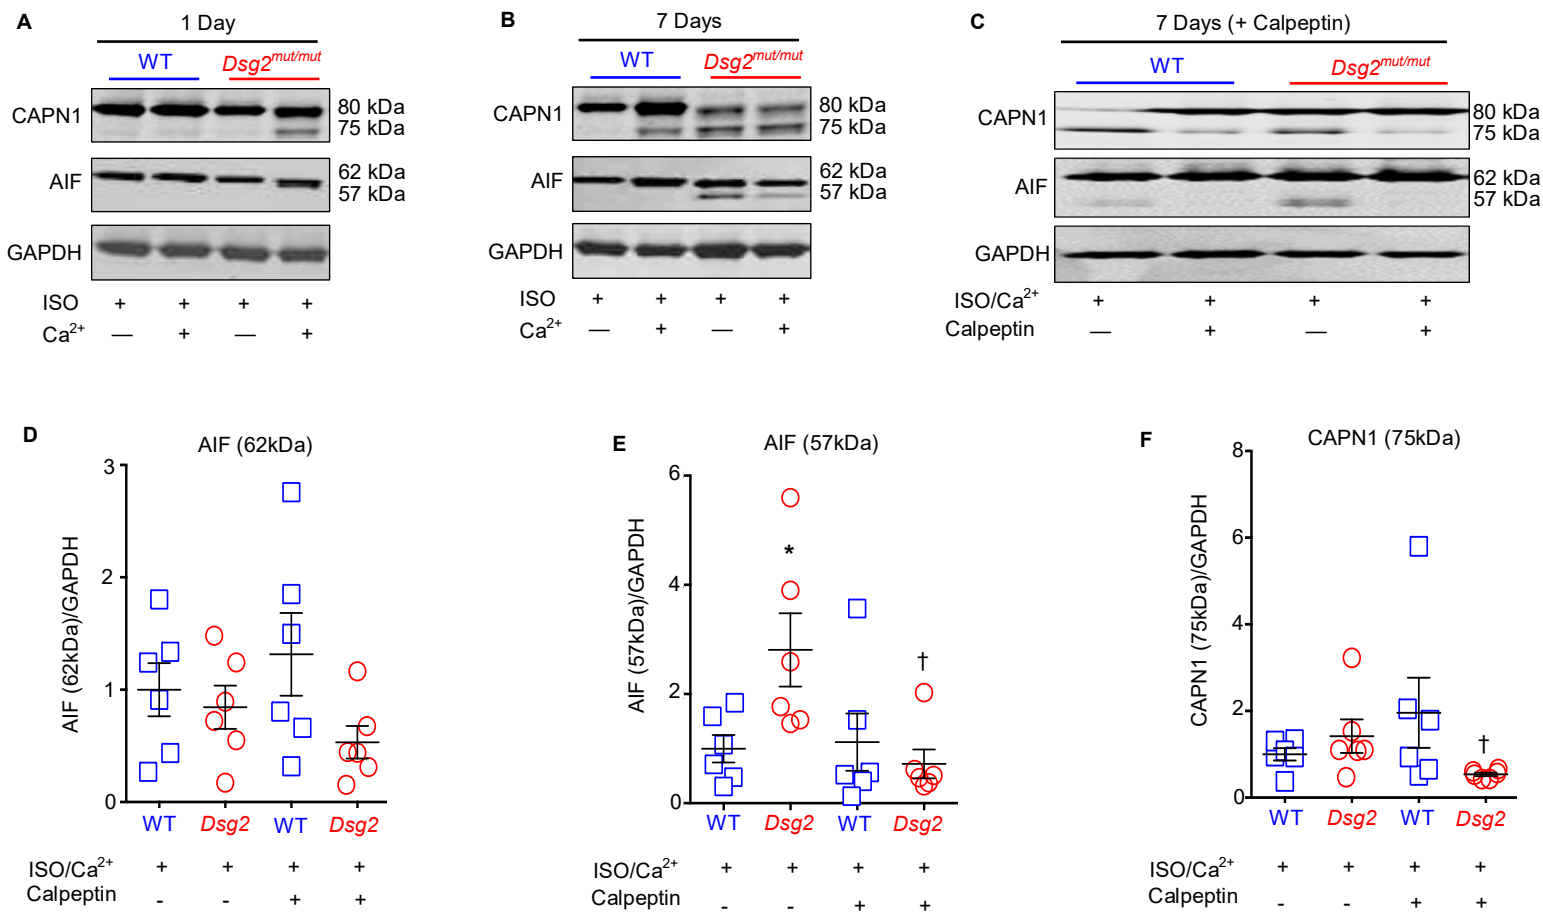 A
1 Day
WT
Dsg2mut/mut
CAPN1
80 kDa
75 kDa
AIF
62 kDa
57 kDa
GAPDH
ISO + + + +
Ca2+ — + — +
B
7 Days
WT
Dsg2mut/mut
CAPN1
80 kDa
75 kDa
AIF
62 kDa
57 kDa
GAPDH
ISO + + + +
Ca2+ — + — +
C
7 Days (+ Calpeptin)
WT
Dsg2mut/mut
CAPN1
80 kDa
75 kDa
AIF
62 kDa
57 kDa
GAPDH
ISO/Ca2+ + + + +
Calpeptin — + — +
D
AIF (62kDa)
AIF (62kDa)/GAPDH
3
2
1
0
WT Dsg2 WT Dsg2
ISO/Ca2+ + + + +
Calpeptin - - + +
E
AIF (57kDa)
AIF (57kDa)/GAPDH
6
4
2
0
*
†
WT Dsg2 WT Dsg2
ISO/Ca2+ + + + +
Calpeptin - - + +
F
CAPN1 (75kDa)
CAPN1 (75kDa)/GAPDH
8
6
4
2
0
†
WT Dsg2 WT Dsg2
ISO/Ca2+ + + + +
Calpeptin - - + +